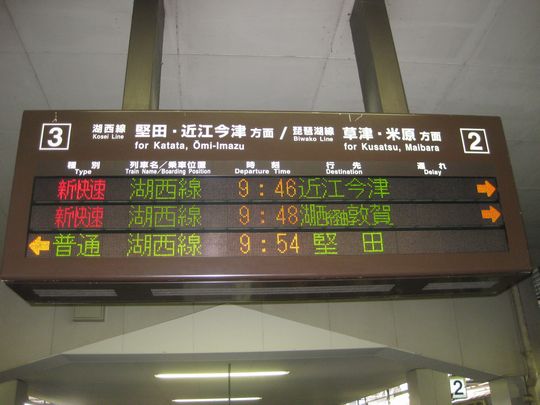 3 湖西線 堅田・近江今津 方面 / 琵琶湖線 草津・米原 方面 2
Kosei Line for Katata, Ōmi-Imazu Biwako Line for Kusatsu, Maibara
種別 列車名／乗車位置 時刻 行先 遅れ
Type Train Name/Boarding Position Departure Time Destination Delay
新快速 湖西線 9:46 近江今津 →
新快速 湖西線 9:48 湖西経由敦賀 →
← 普通 湖西線 9:54 堅田
2